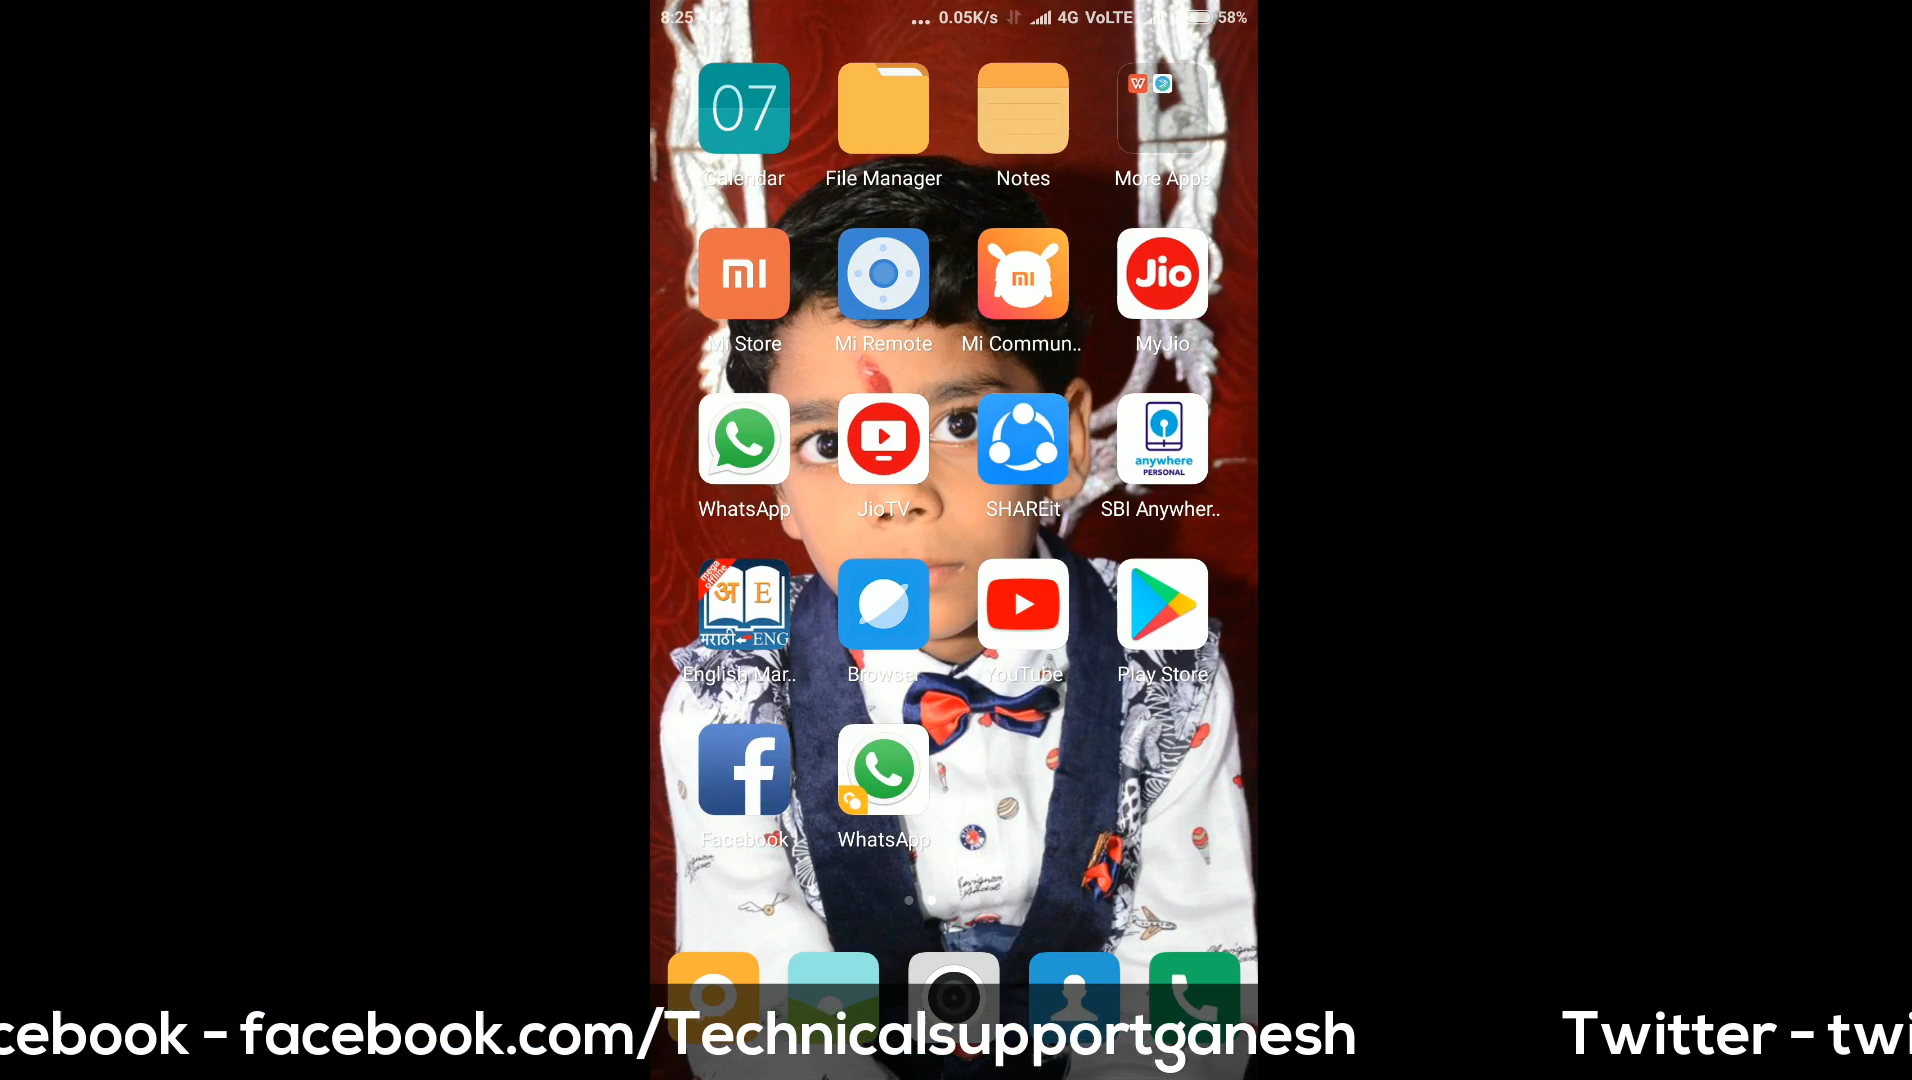 8:25
... 0.05K/s 4G VoLTE 58%
07
Calendar
File Manager
Notes
More Apps
Mi Store
Mi Remote
Mi Commun..
Jio
MyJio
WhatsApp
JioTV
SHAREit
anywhere
PERSONAL
SBI Anywher..
mega
offline
अ E
मराठी ENG
English Mar..
Browser
YouTube
Play Store
Facebook
WhatsApp
cebook - facebook.com/Technicalsupportganesh
Twitter - twi